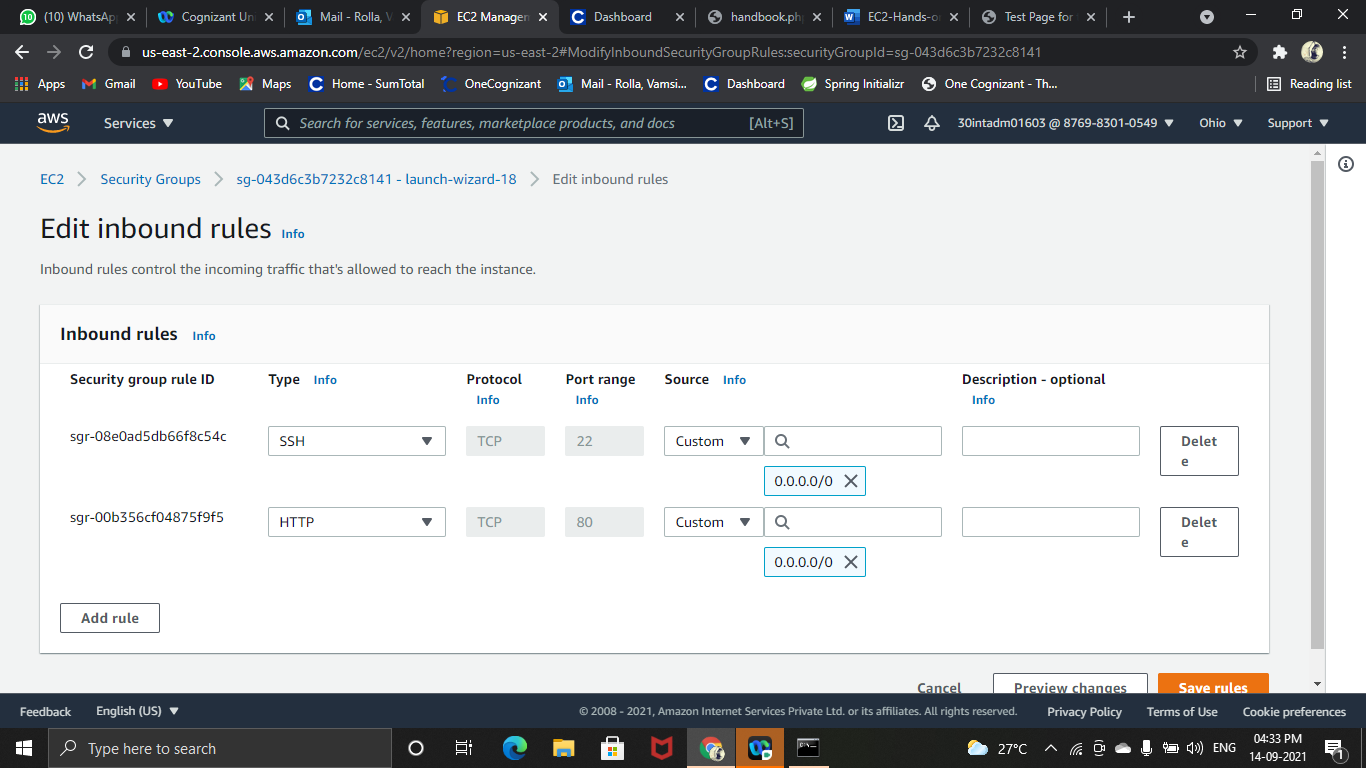 (10) WhatsAp
Cognizant Un
Mail - Rolla, V
EC2 Managem
Dashboard
handbook.ph
EC2-Hands-o
Test Page for
us-east-2.console.aws.amazon.com/ec2/v2/home?region=us-east-2#ModifyInboundSecurityGroupRules:securityGroupId=sg-043d6c3b7232c8141
Apps Gmail YouTube Maps Home - SumTotal OneCognizant Mail - Rolla, Vamsi... Dashboard Spring Initializr One Cognizant - Th... Reading list
aws Services Search for services, features, marketplace products, and docs [Alt+S] 30intadm01603 @ 8769-8301-0549 Ohio Support
EC2 Security Groups sg-043d6c3b7232c8141 - launch-wizard-18 Edit inbound rules
Edit inbound rules Info
Inbound rules control the incoming traffic that's allowed to reach the instance.
Inbound rules Info
Security group rule ID Type Info Protocol Port range Source Info Description - optional
Info Info Info
sgr-08e0ad5db66f8c54c SSH TCP 22 Custom Delet
e
0.0.0.0/0
sgr-00b356cf04875f9f5 HTTP TCP 80 Custom Delet
e
0.0.0.0/0
Add rule
Cancel Preview changes Save rules
Feedback English (US) © 2008 - 2021, Amazon Internet Services Private Ltd. or its affiliates. All rights reserved. Privacy Policy Terms of Use Cookie preferences
Type here to search 27°C ENG 04:33 PM
14-09-2021 1